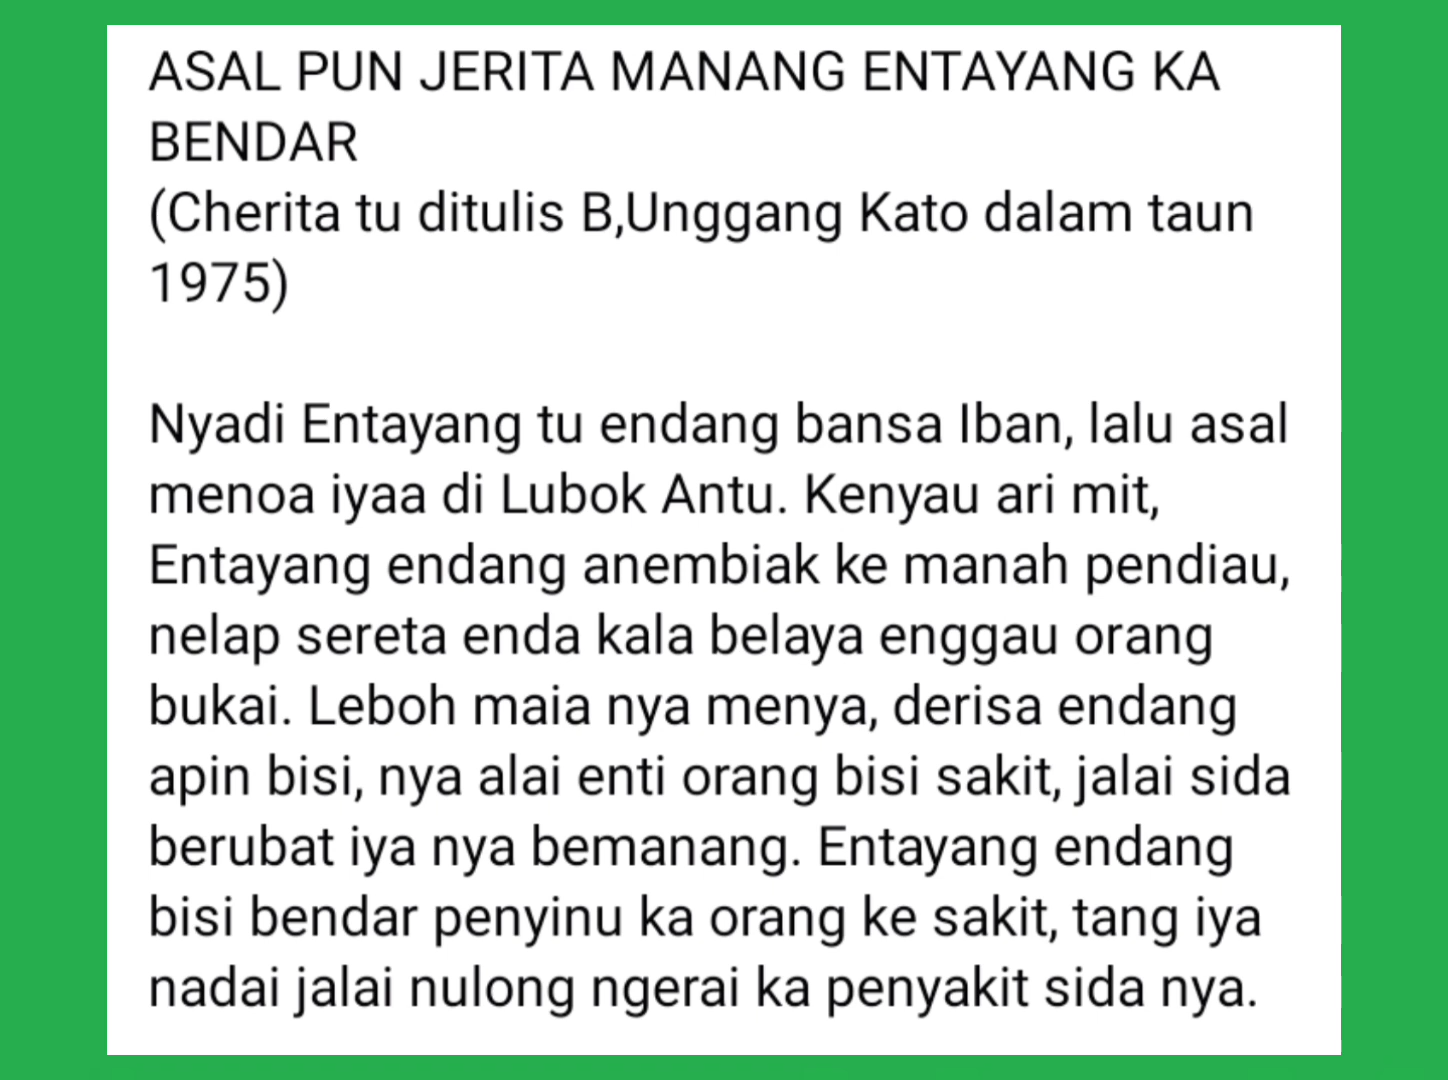 ASAL PUN JERITA MANANG ENTAYANG KA
BENDAR
(Cherita tu ditulis B,Unggang Kato dalam taun
1975)
Nyadi Entayang tu endang bansa Iban, lalu asal
menoa iyaa di Lubok Antu. Kenyau ari mit,
Entayang endang anembiak ke manah pendiau,
nelap sereta enda kala belaya enggau orang
bukai. Leboh maia nya menya, derisa endang
apin bisi, nya alai enti orang bisi sakit, jalai sida
berubat iya nya bemanang. Entayang endang
bisi bendar penyinu ka orang ke sakit, tang iya
nadai jalai nulong ngerai ka penyakit sida nya.